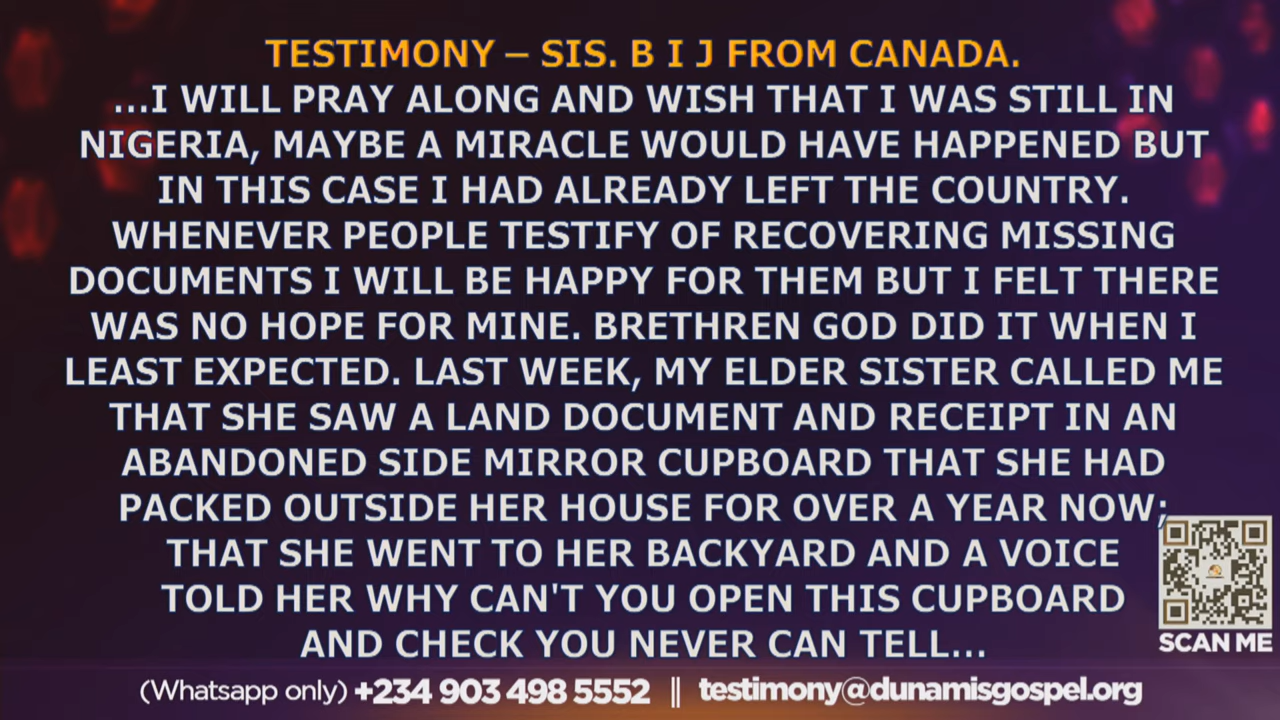 TESTIMONY – SIS. B I J FROM CANADA.
...I WILL PRAY ALONG AND WISH THAT I WAS STILL IN
NIGERIA, MAYBE A MIRACLE WOULD HAVE HAPPENED BUT
IN THIS CASE I HAD ALREADY LEFT THE COUNTRY.
WHENEVER PEOPLE TESTIFY OF RECOVERING MISSING
DOCUMENTS I WILL BE HAPPY FOR THEM BUT I FELT THERE
WAS NO HOPE FOR MINE. BRETHREN GOD DID IT WHEN I
LEAST EXPECTED. LAST WEEK, MY ELDER SISTER CALLED ME
THAT SHE SAW A LAND DOCUMENT AND RECEIPT IN AN
ABANDONED SIDE MIRROR CUPBOARD THAT SHE HAD
PACKED OUTSIDE HER HOUSE FOR OVER A YEAR NOW;
THAT SHE WENT TO HER BACKYARD AND A VOICE
TOLD HER WHY CAN'T YOU OPEN THIS CUPBOARD
AND CHECK YOU NEVER CAN TELL...
SCAN ME
(Whatsapp only) +234 903 498 5552 || testimony@dunamisgospel.org